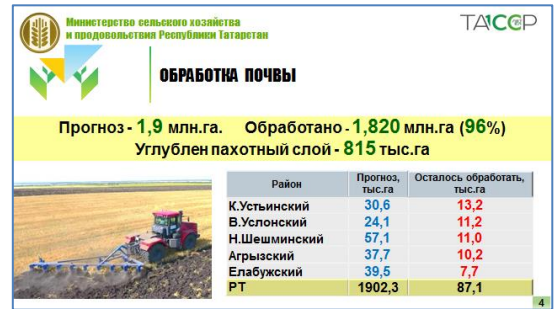 Министерство сельского хозяйства
и продовольствия Республики Татарстан
ТАССР
ОБРАБОТКА ПОЧВЫ
Прогноз - 1,9 млн.га. Обработано - 1,820 млн.га (96%)
Углублен пахотный слой - 815 тыс.га
Район Прогноз, тыс.га Осталось обработать, тыс.га
К.Устьинский 30,6 13,2
В.Услонский 24,1 11,2
Н.Шешминский 57,1 11,0
Агрызский 37,7 10,2
Елабужский 39,5 7,7
РТ 1902,3 87,1
4